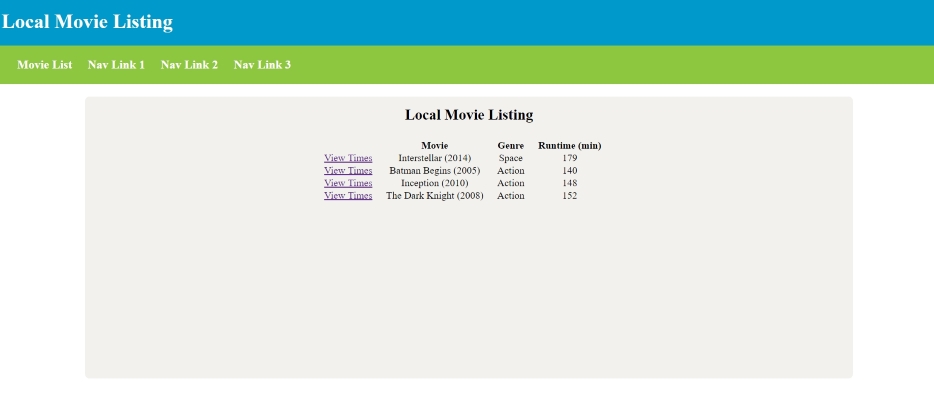 Local Movie Listing
Movie List Nav Link 1 Nav Link 2 Nav Link 3
Local Movie Listing
Movie Genre Runtime (min)
View Times Interstellar (2014) Space 179
View Times Batman Begins (2005) Action 140
View Times Inception (2010) Action 148
View Times The Dark Knight (2008) Action 152